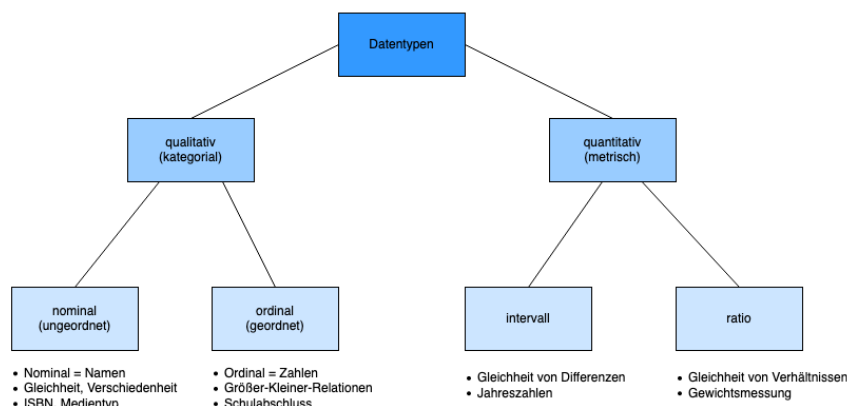 Datentypen
qualitativ
(kategorial)
quantitativ
(metrisch)
nominal
(ungeordnet)
ordinal
(geordnet)
intervall
ratio
• Nominal = Namen
• Gleichheit, Verschiedenheit
• ISBN, Medientyp
• Ordinal = Zahlen
• Größer-Kleiner-Relationen
• Schulabschluss
• Gleichheit von Differenzen
• Jahreszahlen
• Gleichheit von Verhältnissen
• Gewichtsmessung